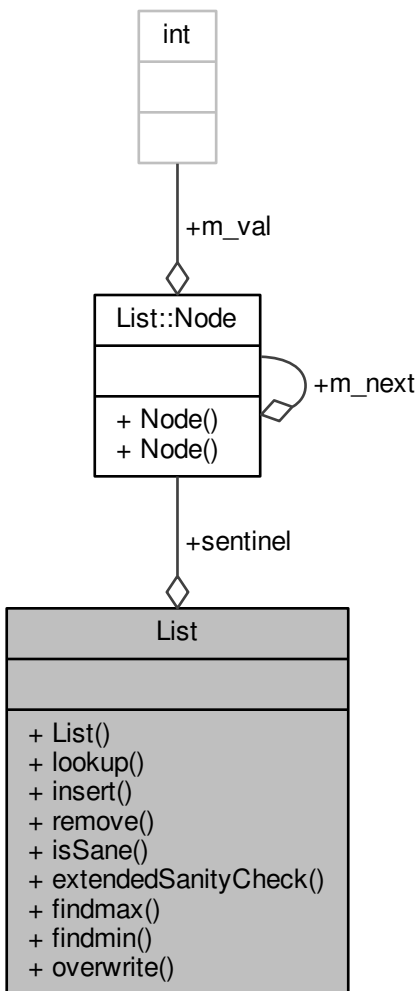 int
+m_val
List::Node
+m_next
+ Node()
+ Node()
+sentinel
List
+ List()
+ lookup()
+ insert()
+ remove()
+ isSane()
+ extendedSanityCheck()
+ findmax()
+ findmin()
+ overwrite()